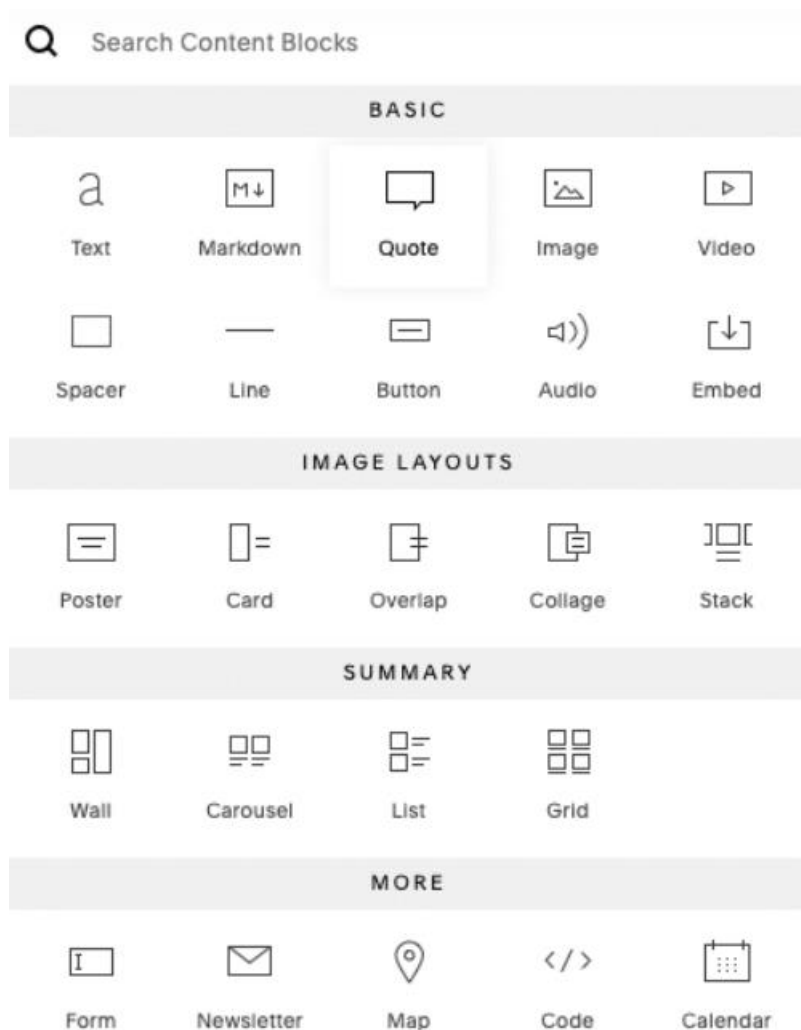 Search Content Blocks
BASIC
a M↓
Text Markdown Quote Image Video
Spacer Line Button Audio Embed
IMAGE LAYOUTS
Poster Card Overlap Collage Stack
SUMMARY
Wall Carousel List Grid
MORE
</>
Form Newsletter Map Code Calendar